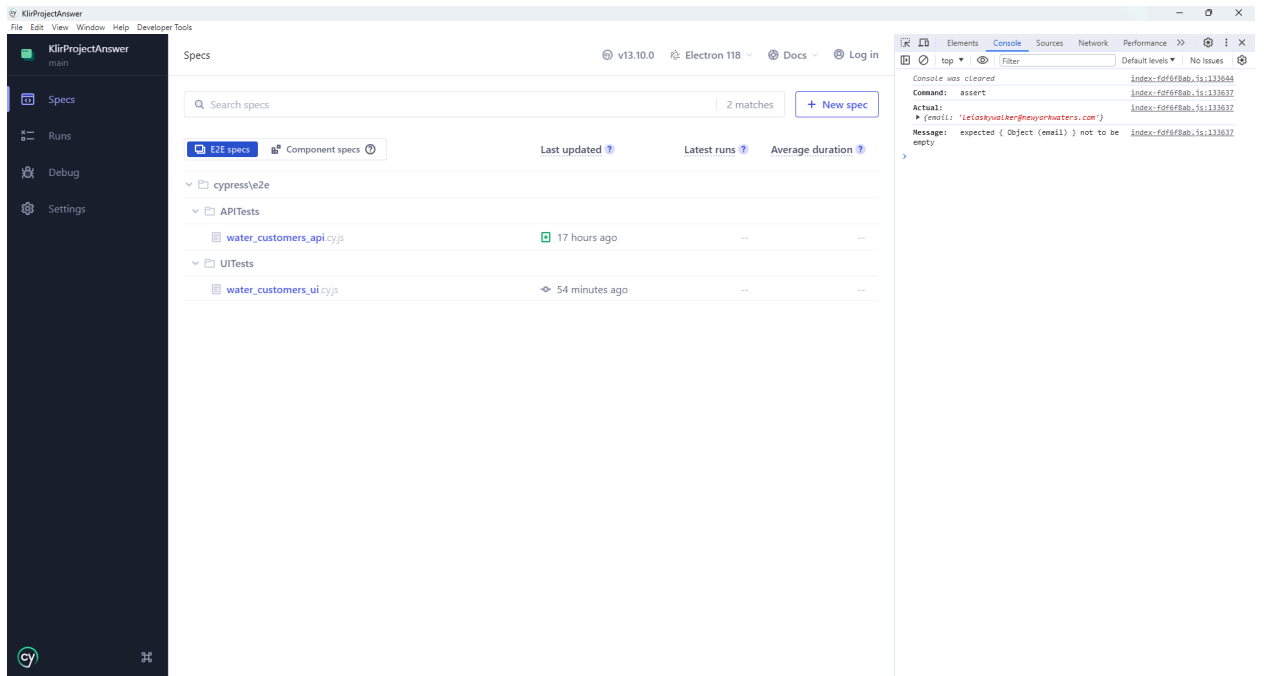 KlirProjectAnswer
File Edit View Window Help Developer Tools
KlirProjectAnswer
main
Specs
Runs
Debug
Settings
cy
Specs
v13.10.0
Electron 118
Docs
Log in
Search specs
2 matches
+ New spec
E2E specs
Component specs ?
Last updated ?
Latest runs ?
Average duration ?
cypress\e2e
APITests
water_customers_api.cy.js
17 hours ago
--
--
UITests
water_customers_ui.cy.js
54 minutes ago
--
--
Elements Console Sources Network Performance
top Filter Default levels No Issues
Console was cleared index-fdf6f8ab.js:133644
Command: assert index-fdf6f8ab.js:133637
Actual: index-fdf6f8ab.js:133637
{email: 'leiaskywalker@newyorkwaters.com'}
Message: expected { Object (email) } not to be index-fdf6f8ab.js:133637
empty